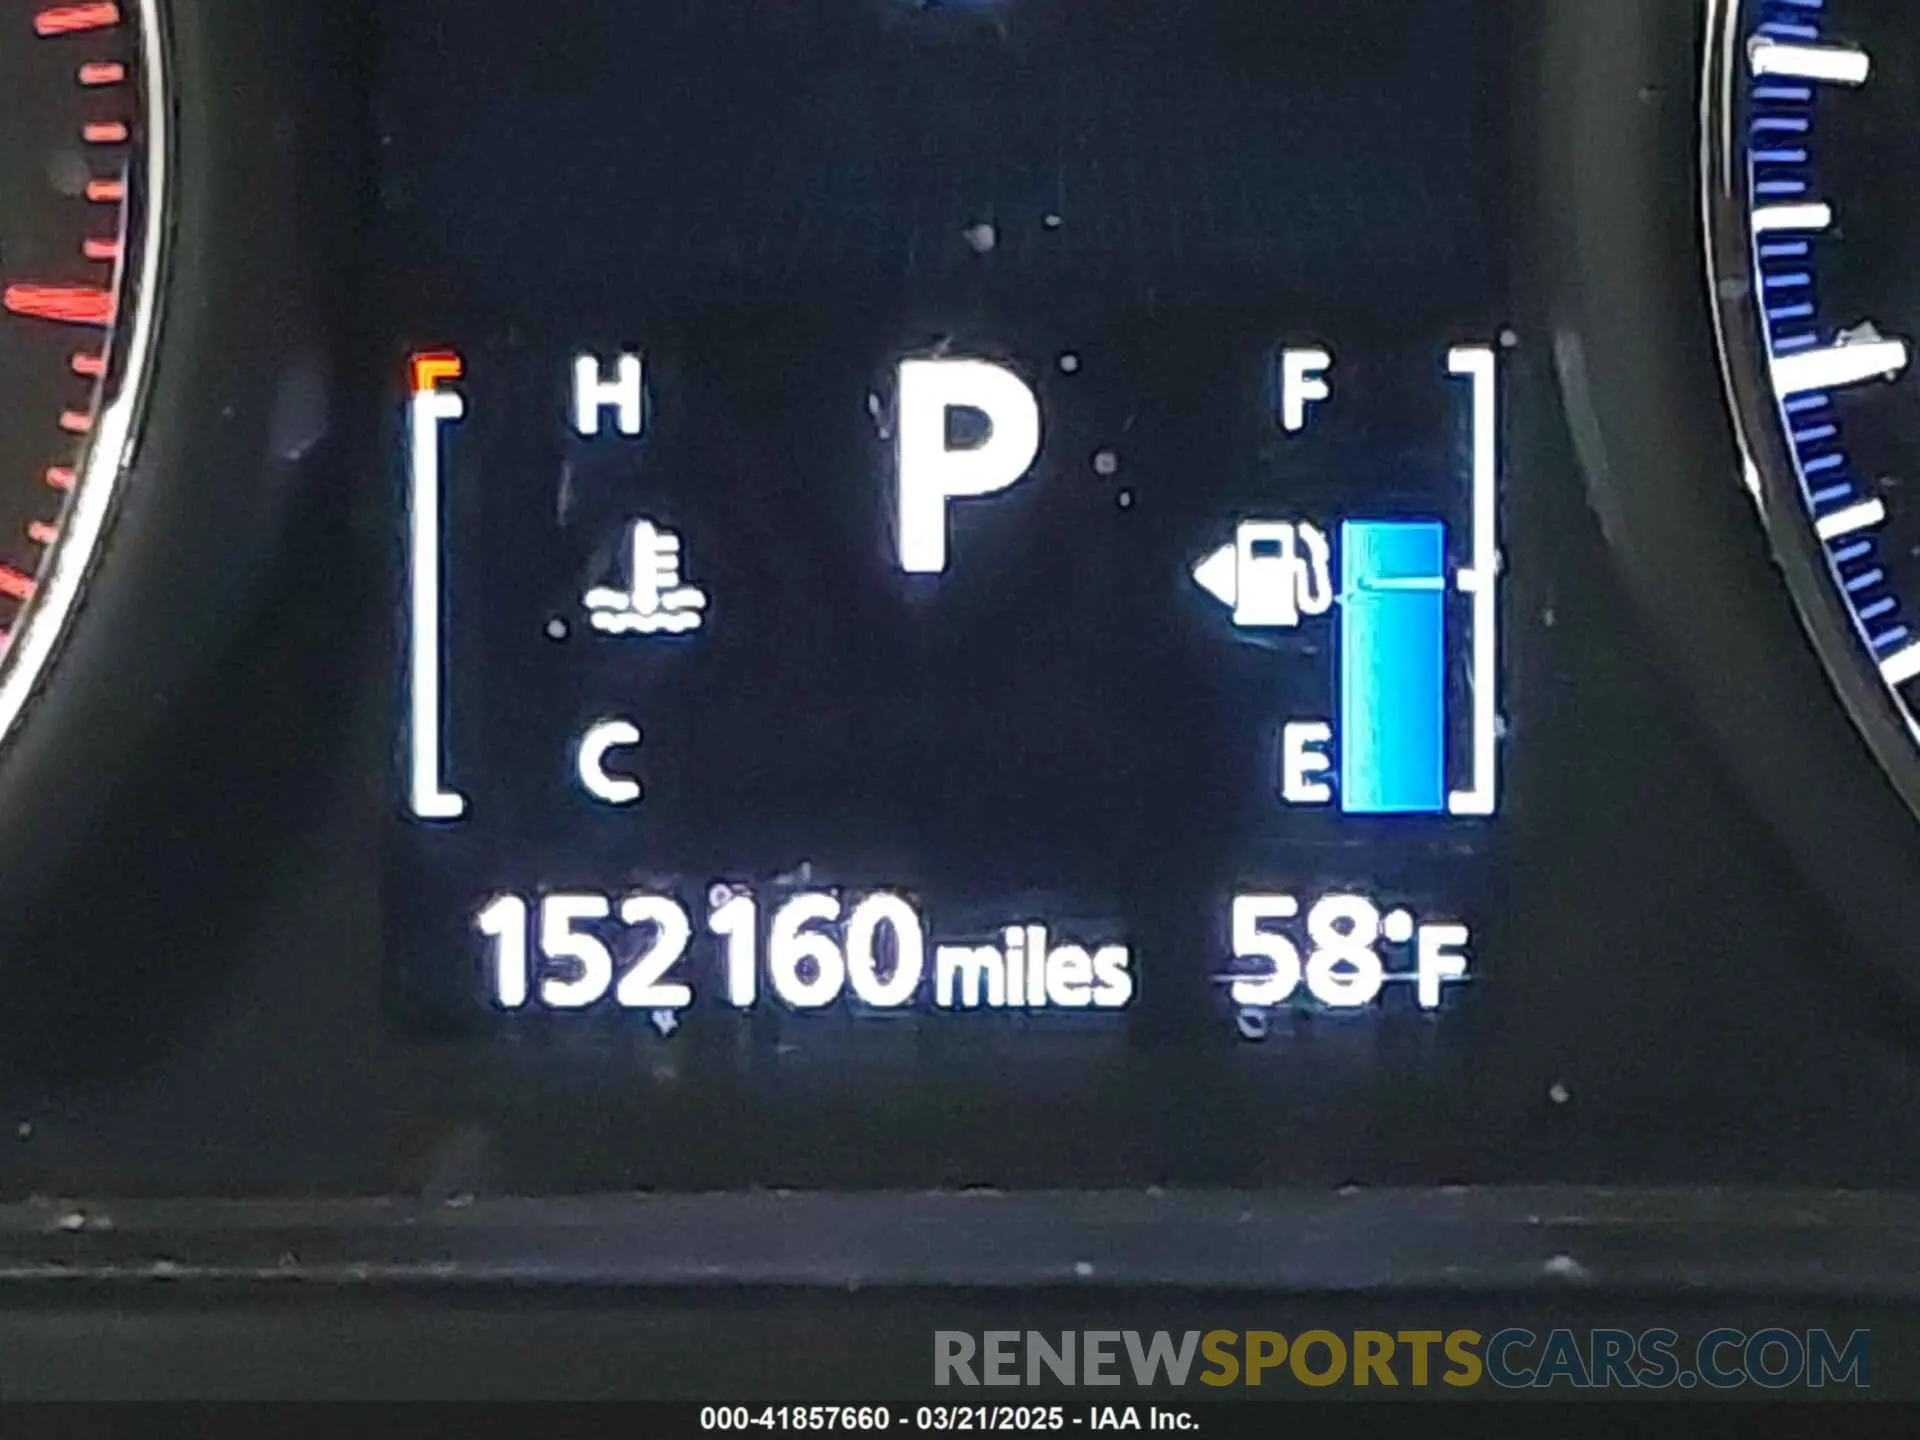 H P F
C E
152160 miles 58°F
RENEWSPORTSCARS.COM
000-41857660 - 03/21/2025 - IAA Inc.